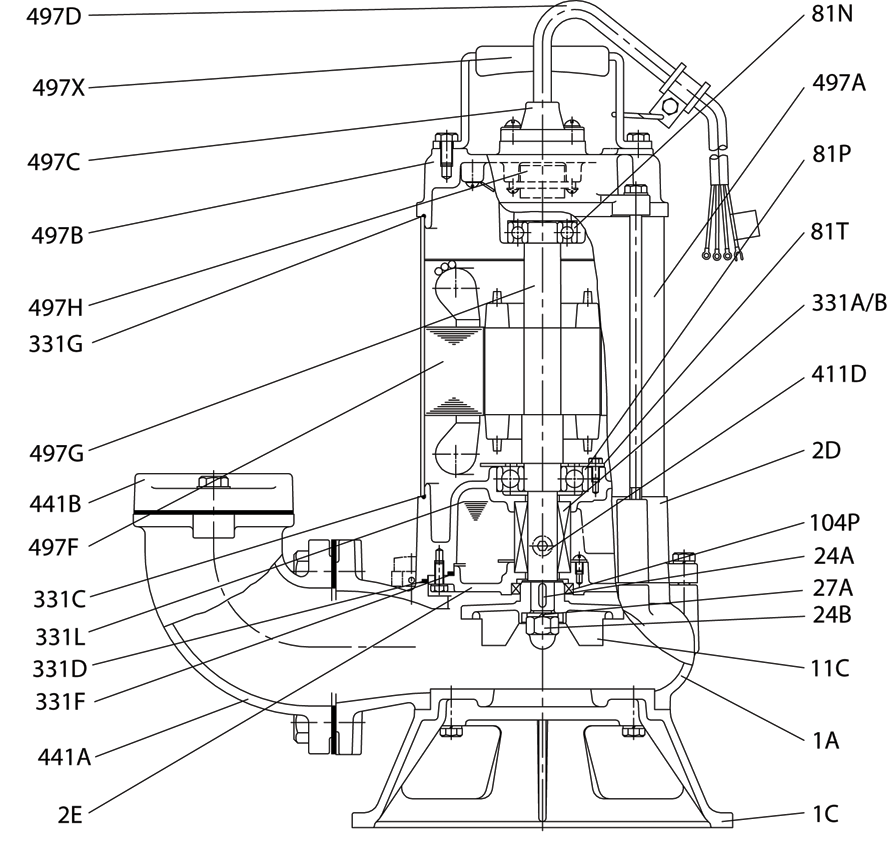 497D
497X
497C
497B
497H
331G
497G
441B
497F
331C
331L
331D
331F
441A
2E
81N
497A
81P
81T
331A/B
411D
2D
104P
24A
27A
24B
11C
1A
1C